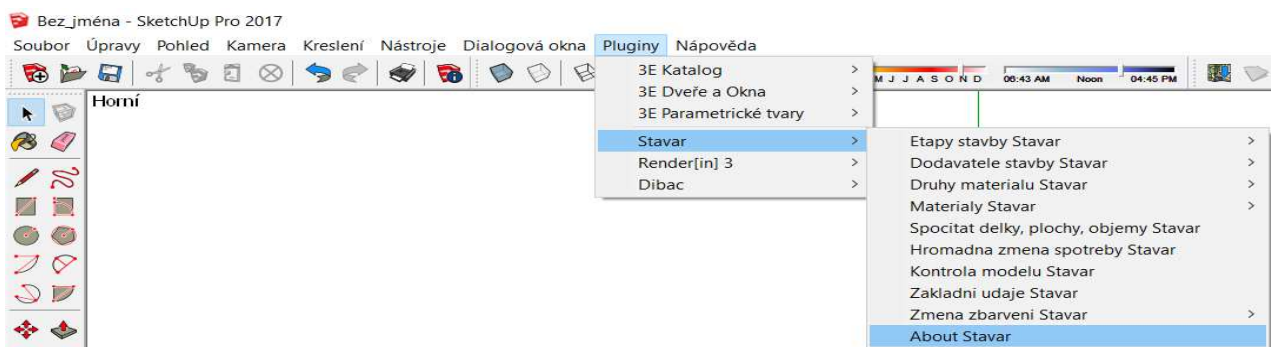 Bez_jména - SketchUp Pro 2017
Soubor Úpravy Pohled Kamera Kreslení Nástroje Dialogová okna Pluginy Nápověda
M J J A S O N D 06:43 AM Noon 04:45 PM
Horní
3E Katalog
3E Dveře a Okna
3E Parametrické tvary
Stavar
Render[in] 3
Dibac
Etapy stavby Stavar
Dodavatele stavby Stavar
Druhy materialu Stavar
Materialy Stavar
Spocitat delky, plochy, objemy Stavar
Hromadna zmena spotreby Stavar
Kontrola modelu Stavar
Zakladni udaje Stavar
Zmena zbarveni Stavar
About Stavar